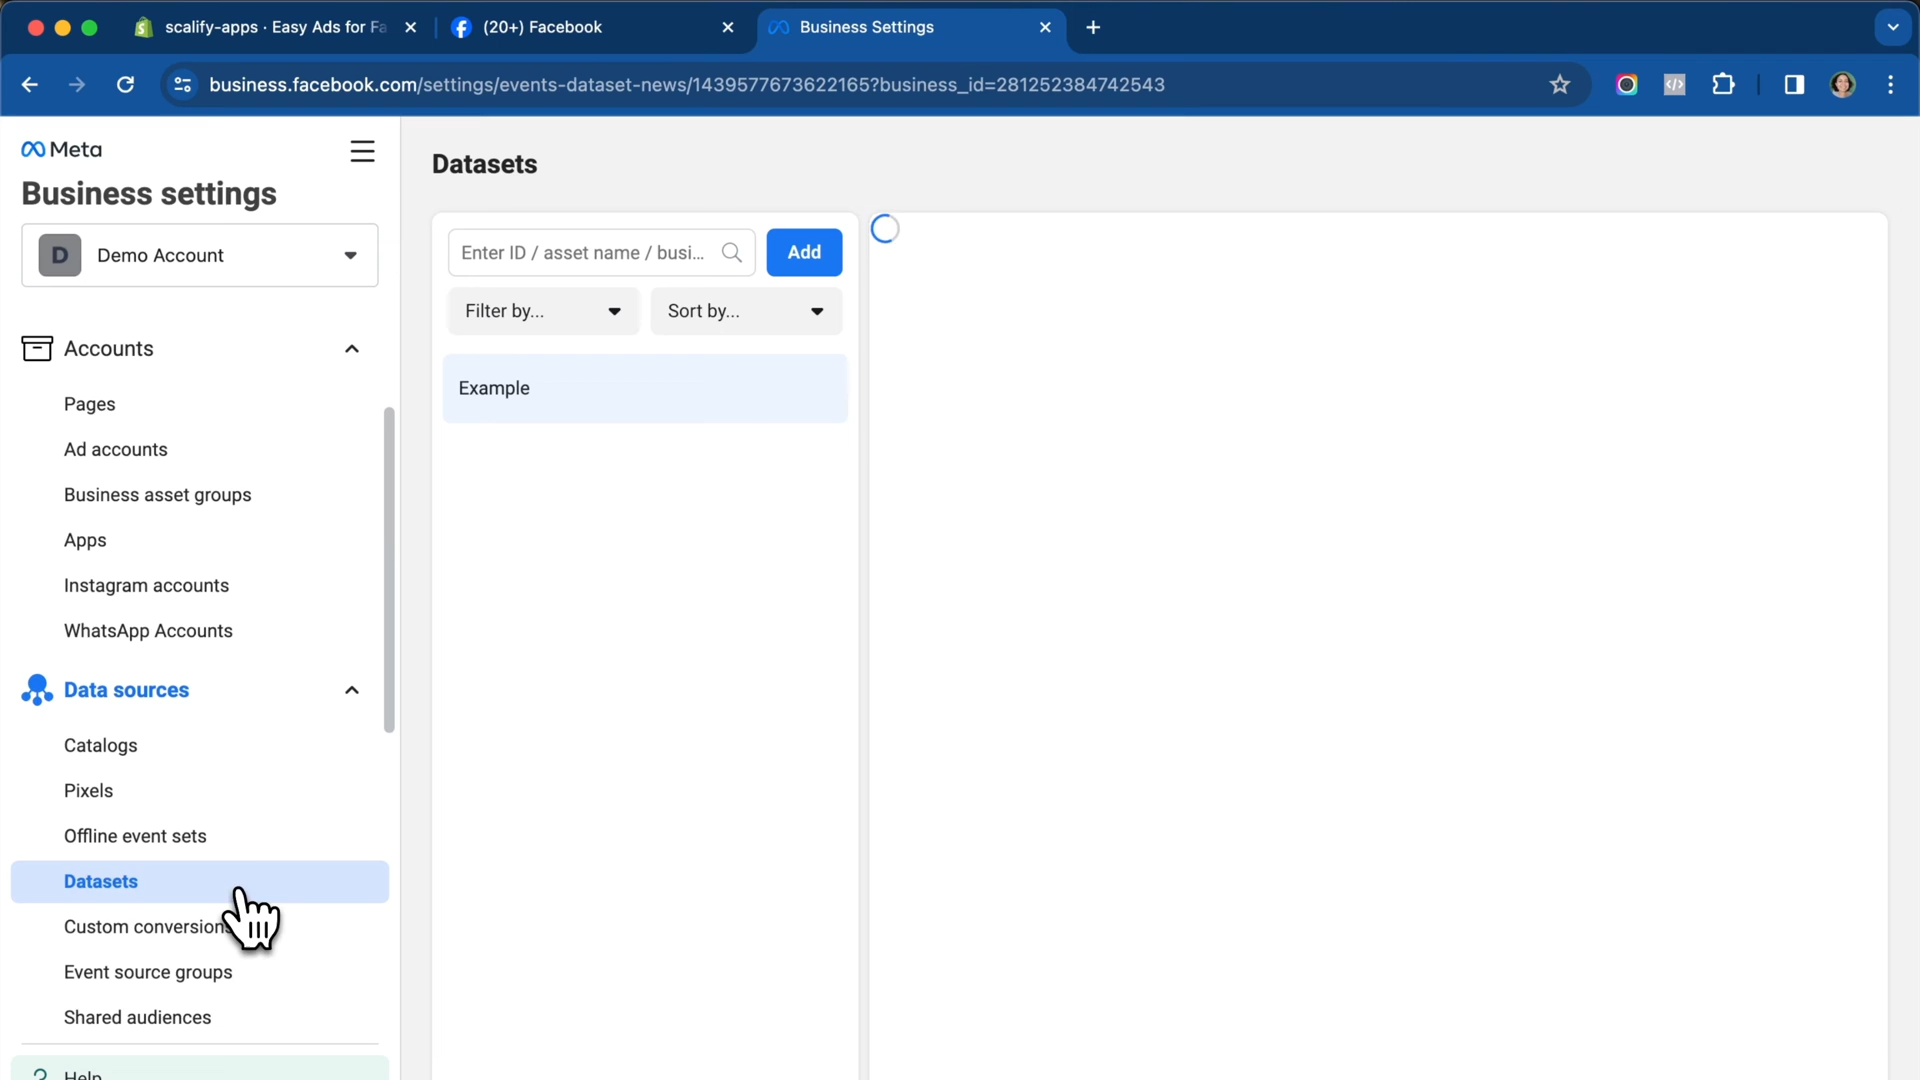 scalify-apps · Easy Ads for Fa
(20+) Facebook
Business Settings
business.facebook.com/settings/events-dataset-news/1439577673622165?business_id=281252384742543
Meta
Business settings
D
Demo Account
Accounts
Pages
Ad accounts
Business asset groups
Apps
Instagram accounts
WhatsApp Accounts
Data sources
Catalogs
Pixels
Offline event sets
Datasets
Custom conversions
Event source groups
Shared audiences
Help
Datasets
Enter ID / asset name / busi...
Add
Filter by...
Sort by...
Example